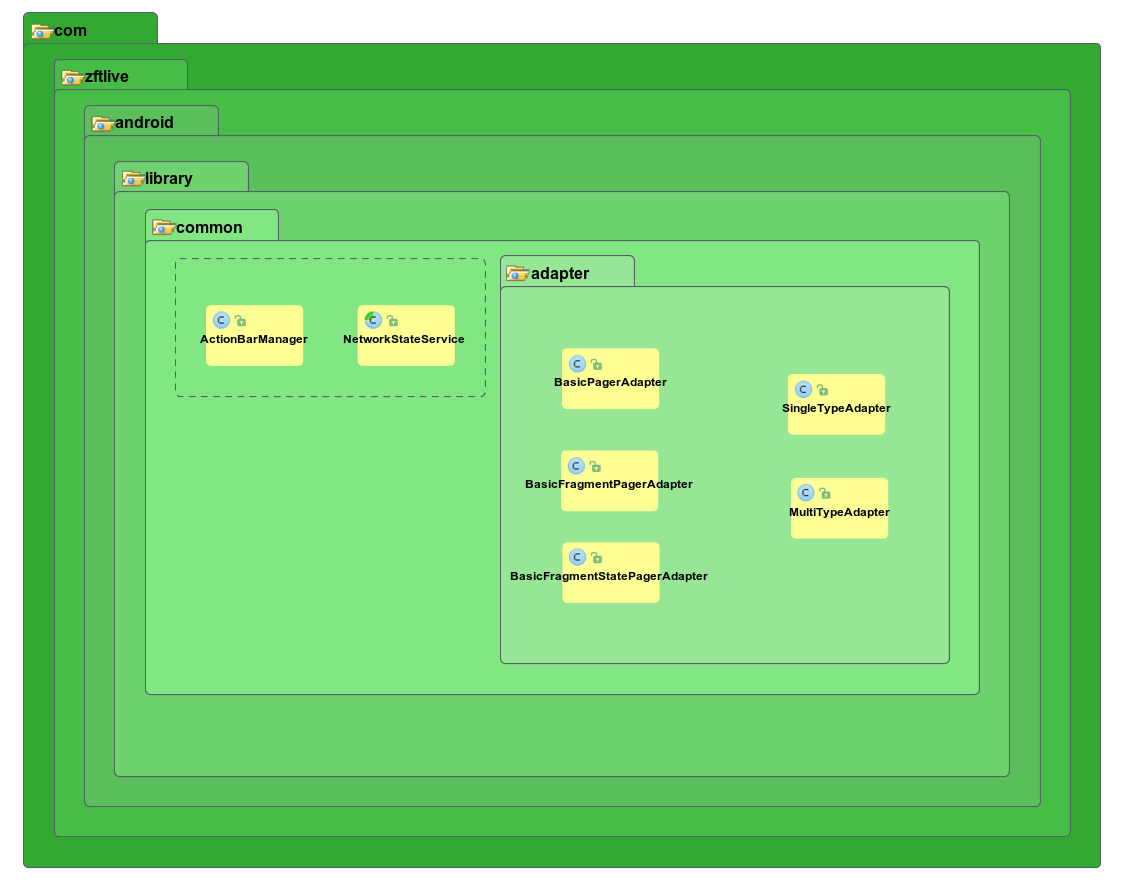 com
zftlive
android
library
common
adapter
ActionBarManager
NetworkStateService
BasicPagerAdapter
SingleTypeAdapter
BasicFragmentPagerAdapter
MultiTypeAdapter
BasicFragmentStatePagerAdapter